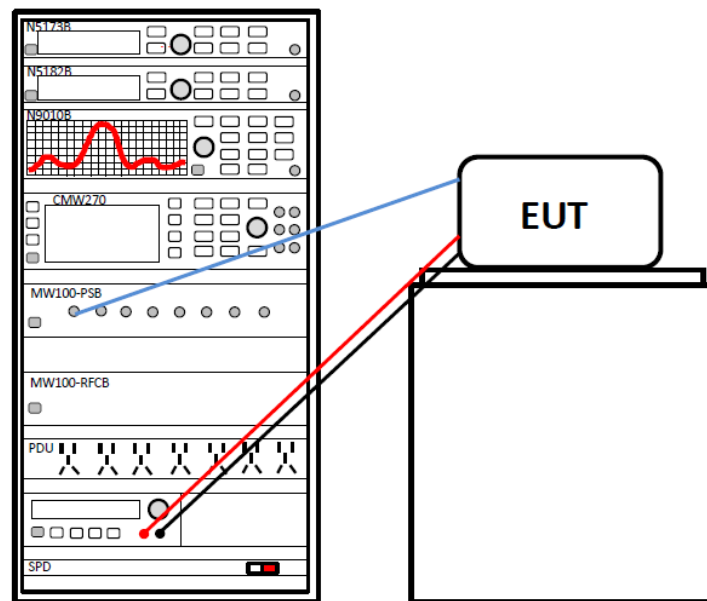 N5173B
N5182B
N9010B
CMW270
EUT
MW100-PSB
MW100-RFCB
PDU
SPD